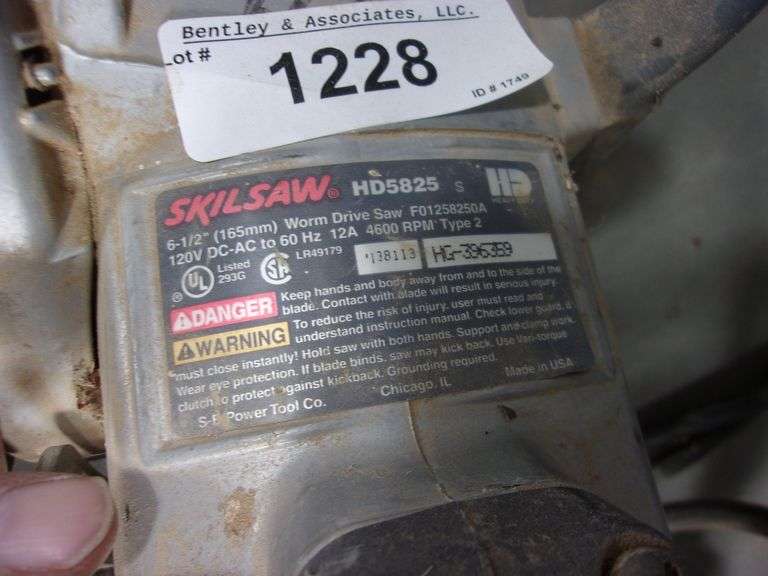 Bentley & Associates, LLC.
Lot #
1228
ID # 1749
SKILSAW® HD5825 S HD
6-1/2" (165mm) Worm Drive Saw F01258250A
120V DC-AC to 60 Hz 12A 4600 RPM Type 2
UL ® Listed 293G
LR49179
HG-396359
DANGER Keep hands and body away from and to the side of the
blade. Contact with blade will result in serious injury.
WARNING To reduce the risk of injury, user must read and
understand instruction manual. Check lower guard, it
must close instantly! Hold saw with both hands. Support and clamp work.
Wear eye protection. If blade binds, saw may kick back. Use Vari-torque
clutch to protect against kickback. Grounding required.
S-B Power Tool Co. Chicago, IL Made in USA